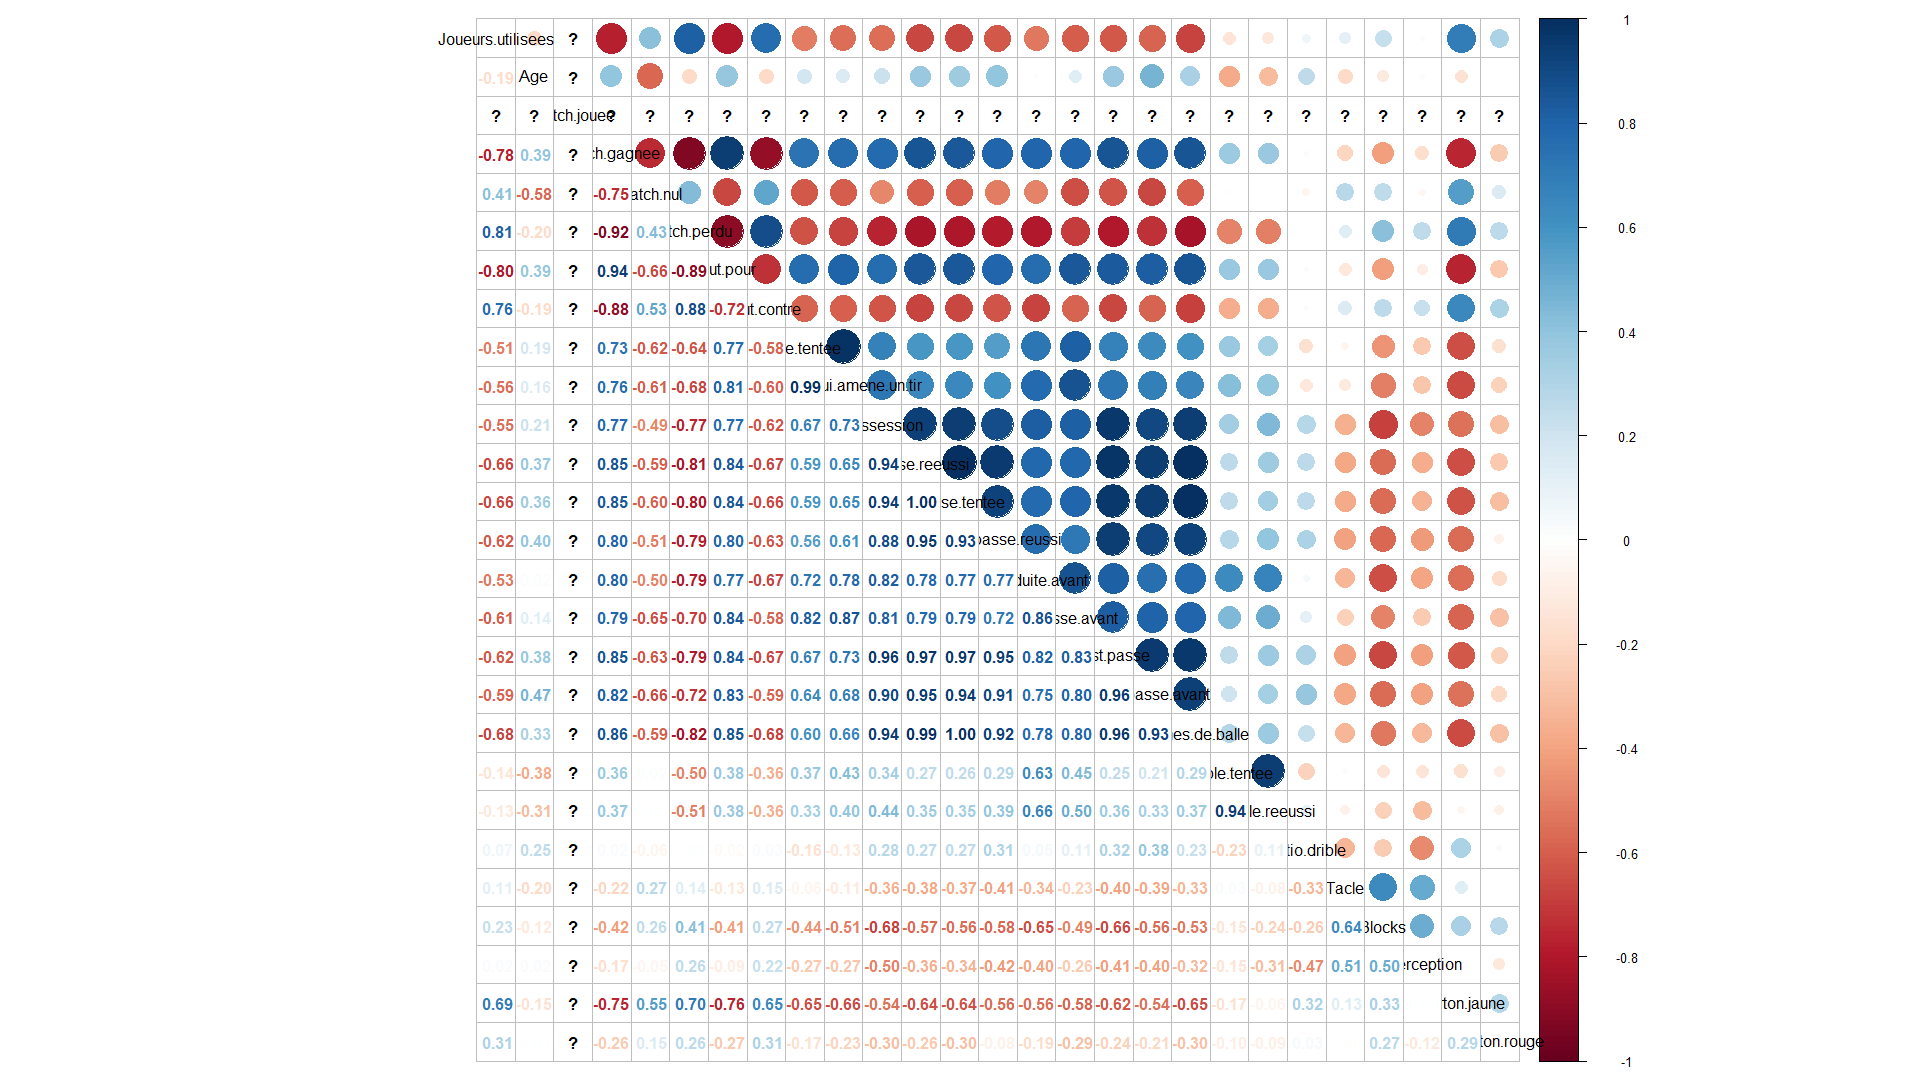 Joueurs.utilisees ? 1
-0.19 Age ?
? ? tch.jouee ? ? ? ? ? ? ? ? ? ? ? ? ? ? ? ? ? ? ? ? ? ? ? ?
-0.78 0.39 ? ch.gagnee 0.8
0.41 -0.58 ? -0.75 atch.nul
0.81 -0.20 ? -0.92 0.43 tch.perdu 0.6
-0.80 0.39 ? 0.94 -0.66 -0.89 ut.pour
0.76 -0.19 ? -0.88 0.53 0.88 -0.72 it.contre
-0.51 0.19 ? 0.73 -0.62 -0.64 0.77 -0.58 e.tentee 0.4
-0.56 0.16 ? 0.76 -0.61 -0.68 0.81 -0.60 0.99 ui.amene.un.tir
-0.55 0.21 ? 0.77 -0.49 -0.77 0.77 -0.62 0.67 0.73 ssession 0.2
-0.66 0.37 ? 0.85 -0.59 -0.81 0.84 -0.67 0.59 0.65 0.94 se.reeussi
-0.66 0.36 ? 0.85 -0.60 -0.80 0.84 -0.66 0.59 0.65 0.94 1.00 se.tentee
-0.62 0.40 ? 0.80 -0.51 -0.79 0.80 -0.63 0.56 0.61 0.88 0.95 0.93 passe.reussi 0
-0.53 ? 0.80 -0.50 -0.79 0.77 -0.67 0.72 0.78 0.82 0.78 0.77 0.77 duite.avant
-0.61 0.14 ? 0.79 -0.65 -0.70 0.84 -0.58 0.82 0.87 0.81 0.79 0.79 0.72 0.86 sse.avant
-0.62 0.38 ? 0.85 -0.63 -0.79 0.84 -0.67 0.67 0.73 0.96 0.97 0.97 0.95 0.82 0.83 st.passe -0.2
-0.59 0.47 ? 0.82 -0.66 -0.72 0.83 -0.59 0.64 0.68 0.90 0.95 0.94 0.91 0.75 0.80 0.96 asse.avant
-0.68 0.33 ? 0.86 -0.59 -0.82 0.85 -0.68 0.60 0.66 0.94 0.99 1.00 0.92 0.78 0.80 0.96 0.93 es.de.balle -0.4
-0.14 -0.38 ? 0.36 -0.50 0.38 -0.36 0.37 0.43 0.34 0.27 0.26 0.29 0.63 0.45 0.25 0.21 0.29 ble.tentee
-0.13 -0.31 ? 0.37 -0.51 0.38 -0.36 0.33 0.40 0.44 0.35 0.35 0.39 0.66 0.50 0.36 0.33 0.37 0.94 le.reeussi
0.07 0.25 ? -0.06 -0.16 -0.13 0.28 0.27 0.27 0.31 0.05 0.11 0.32 0.38 0.23 -0.23 0.11 tio.drible -0.6
0.11 -0.20 ? -0.22 0.27 0.14 -0.13 0.15 -0.06 -0.11 -0.36 -0.38 -0.37 -0.41 -0.34 -0.23 -0.40 -0.39 -0.33 -0.08 -0.33 Tacle
0.23 -0.12 ? -0.42 0.26 0.41 -0.41 0.27 -0.44 -0.51 -0.68 -0.57 -0.56 -0.58 -0.65 -0.49 -0.66 -0.56 -0.53 -0.15 -0.24 -0.26 0.64 Blocks
? -0.17 -0.05 0.26 -0.09 0.22 -0.27 -0.27 -0.50 -0.36 -0.34 -0.42 -0.40 -0.26 -0.41 -0.40 -0.32 -0.15 -0.31 -0.47 0.51 0.50 erception -0.8
0.69 -0.15 ? -0.75 0.55 0.70 -0.76 0.65 -0.65 -0.66 -0.54 -0.64 -0.64 -0.56 -0.56 -0.58 -0.62 -0.54 -0.65 -0.17 -0.06 0.32 0.13 0.33 ton.jaune
0.31 ? -0.26 0.15 0.26 -0.27 0.31 -0.17 -0.23 -0.30 -0.26 -0.30 -0.08 -0.19 -0.29 -0.24 -0.21 -0.30 -0.10 -0.09 0.03 0.27 -0.12 0.29 ton.rouge
-1